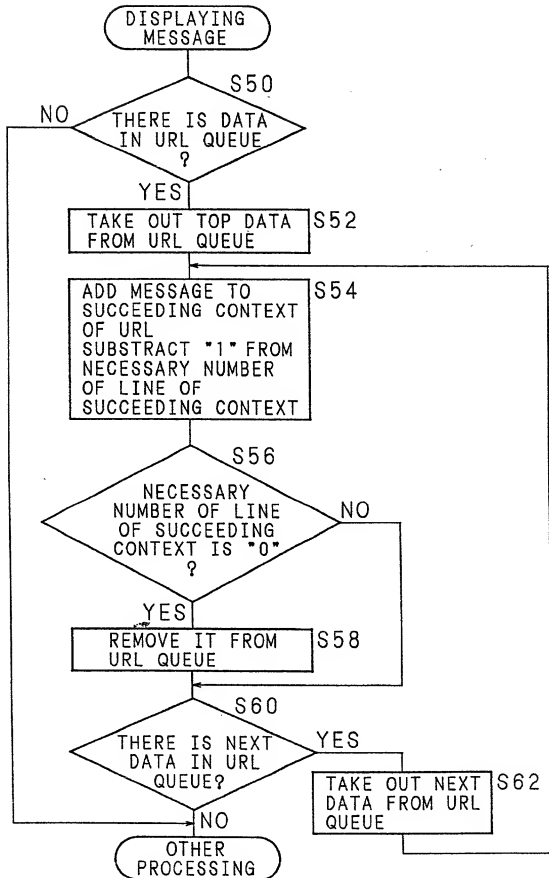 DISPLAYING
MESSAGE
S50
NO
THERE IS DATA
IN URL QUEUE
?
YES
TAKE OUT TOP DATA
FROM URL QUEUE
S52
ADD MESSAGE TO
SUCCEEDING CONTEXT
OF URL
SUBSTRACT "1" FROM
NECESSARY NUMBER
OF LINE OF
SUCCEEDING CONTEXT
S54
S56
NECESSARY
NUMBER OF LINE
OF SUCCEEDING
CONTEXT IS "0"
?
NO
YES
REMOVE IT FROM
URL QUEUE
S58
S60
THERE IS NEXT
DATA IN URL
QUEUE?
YES
TAKE OUT NEXT
DATA FROM URL
QUEUE
S62
NO
OTHER
PROCESSING